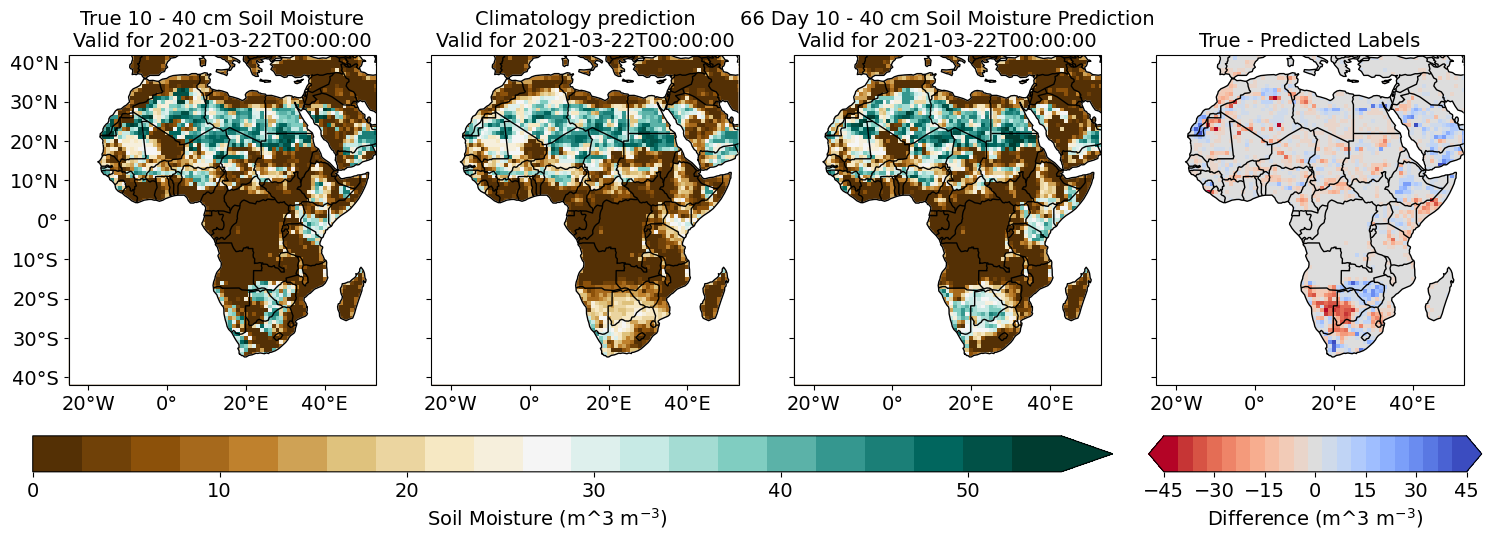 True 10 - 40 cm Soil Moisture
Valid for 2021-03-22T00:00:00
Climatology prediction
Valid for 2021-03-22T00:00:00
66 Day 10 - 40 cm Soil Moisture Prediction
Valid for 2021-03-22T00:00:00
True - Predicted Labels
40°N
30°N
20°N
10°N
0°
10°S
20°S
30°S
40°S
20°W 0° 20°E 40°E
20°W 0° 20°E 40°E
20°W 0° 20°E 40°E
20°W 0° 20°E 40°E
0 10 20 30 40 50
Soil Moisture (m^3 m⁻³)
−45 −30 −15 0 15 30 45
Difference (m^3 m⁻³)